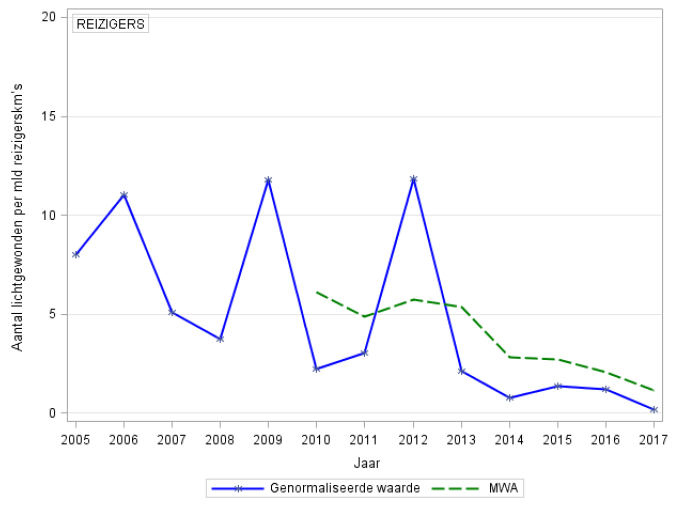 REIZIGERS
Aantal lichtgewonden per mld reizigerskm's
20
15
10
5
0
2005 2006 2007 2008 2009 2010 2011 2012 2013 2014 2015 2016 2017
Jaar
Genormaliseerde waarde MWA